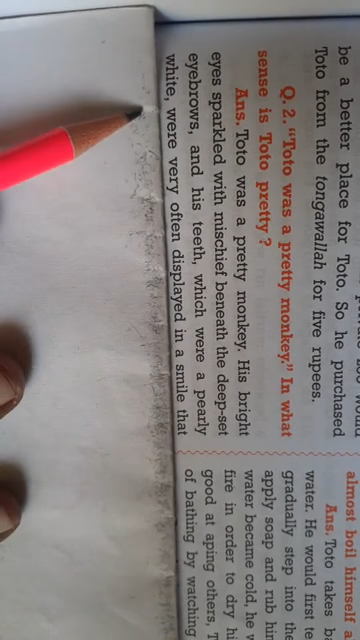 be a better place for Toto. So he purchased
Toto from the tongawallah for five rupees.
Q. 2. "Toto was a pretty monkey." In what
sense is Toto pretty ?
Ans. Toto was a pretty monkey. His bright
eyes sparkled with mischief beneath the deep-set
eyebrows, and his teeth, which were a pearly
white, were very often displayed in a smile that
almost boil himself
Ans. Toto takes
water. He would first
gradually step into
apply soap and rub
water became cold, he
fire in order to dry
good at aping others,
of bathing by watching